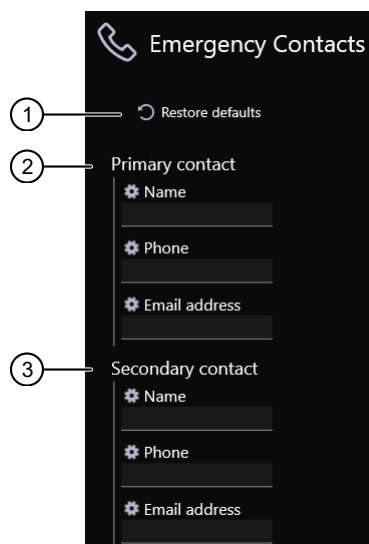 Emergency Contacts
1
Restore defaults
2
Primary contact
Name
Phone
Email address
3
Secondary contact
Name
Phone
Email address